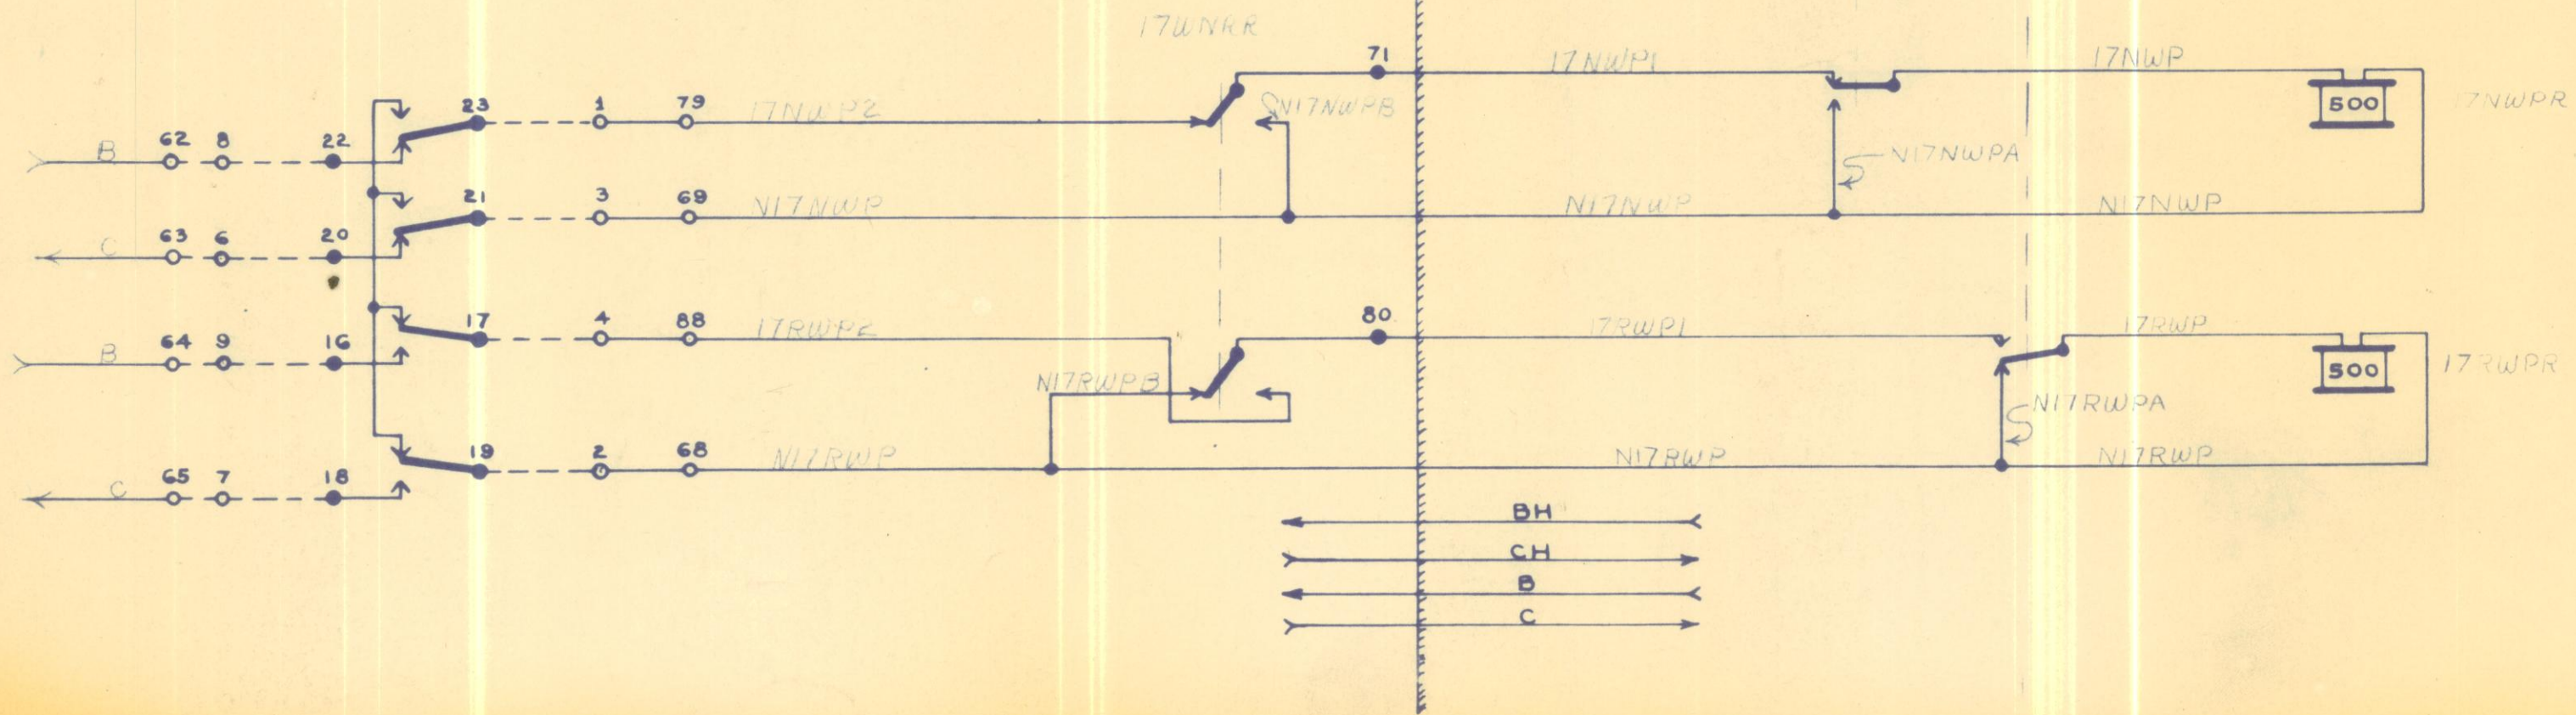 17WNRR
71
17NWP1
17NWP
23
1
79
17NWP2
N17NWPB
500
17NWPR
B
62
8
22
N17NWPA
21
3
69
N17NWP
N17NWP
N17NWP
C
63
6
20
17
4
88
17RWP2
80
17RWP1
17RWP
B
64
9
16
500
17RWPR
N17RWPB
N17RWPA
19
2
68
N17RWP
N17RWP
N17RWP
C
65
7
18
BH
CH
B
C